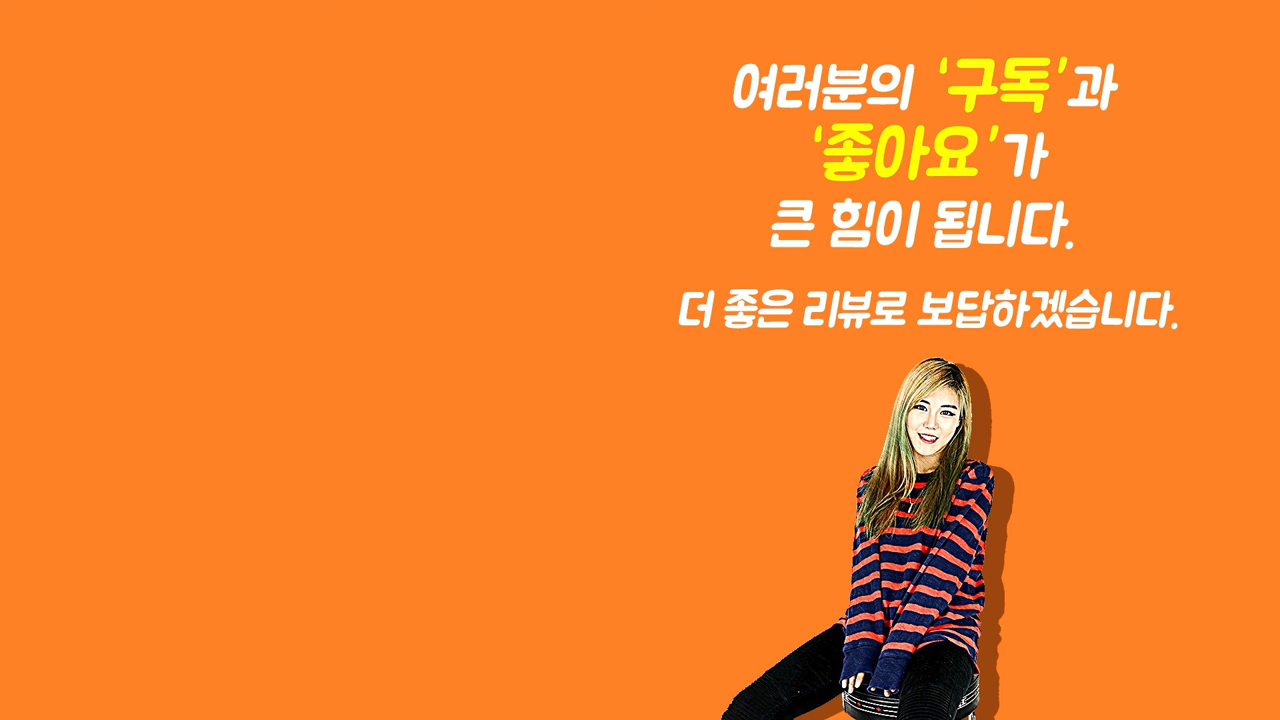 여러분의 ‘구독’과
‘좋아요’가
큰 힘이 됩니다.
더 좋은 리뷰로 보답하겠습니다.